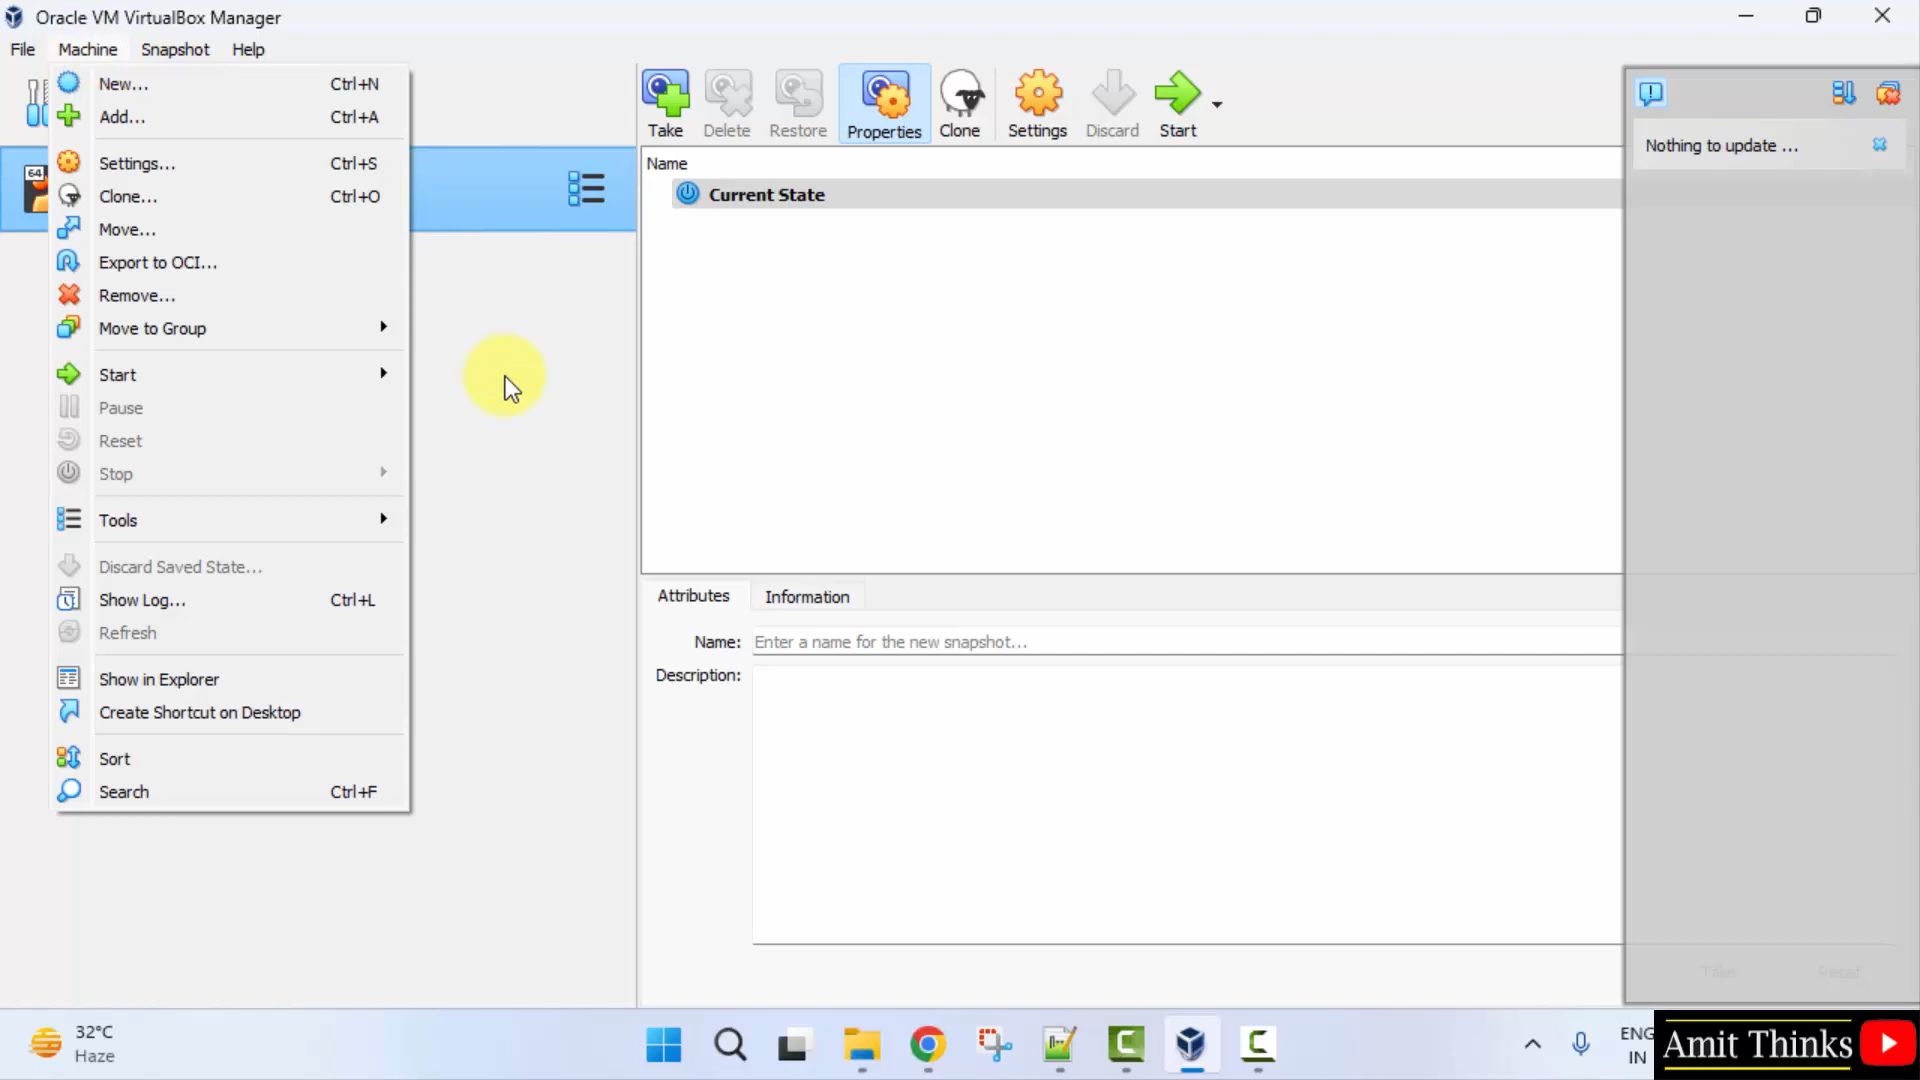 Oracle VM VirtualBox Manager
File Machine Snapshot Help
New... Ctrl+N
Add... Ctrl+A
Settings... Ctrl+S
Clone... Ctrl+O
Move...
Export to OCI...
Remove...
Move to Group
Start
Pause
Reset
Stop
Tools
Discard Saved State...
Show Log... Ctrl+L
Refresh
Show in Explorer
Create Shortcut on Desktop
Sort
Search Ctrl+F
64
Take Delete Restore Properties Clone Settings Discard Start
Name
Current State
Attributes Information
Name: Enter a name for the new snapshot...
Description:
Nothing to update ...
Take Reset
32°C
Haze
ENG
IN
Amit Thinks